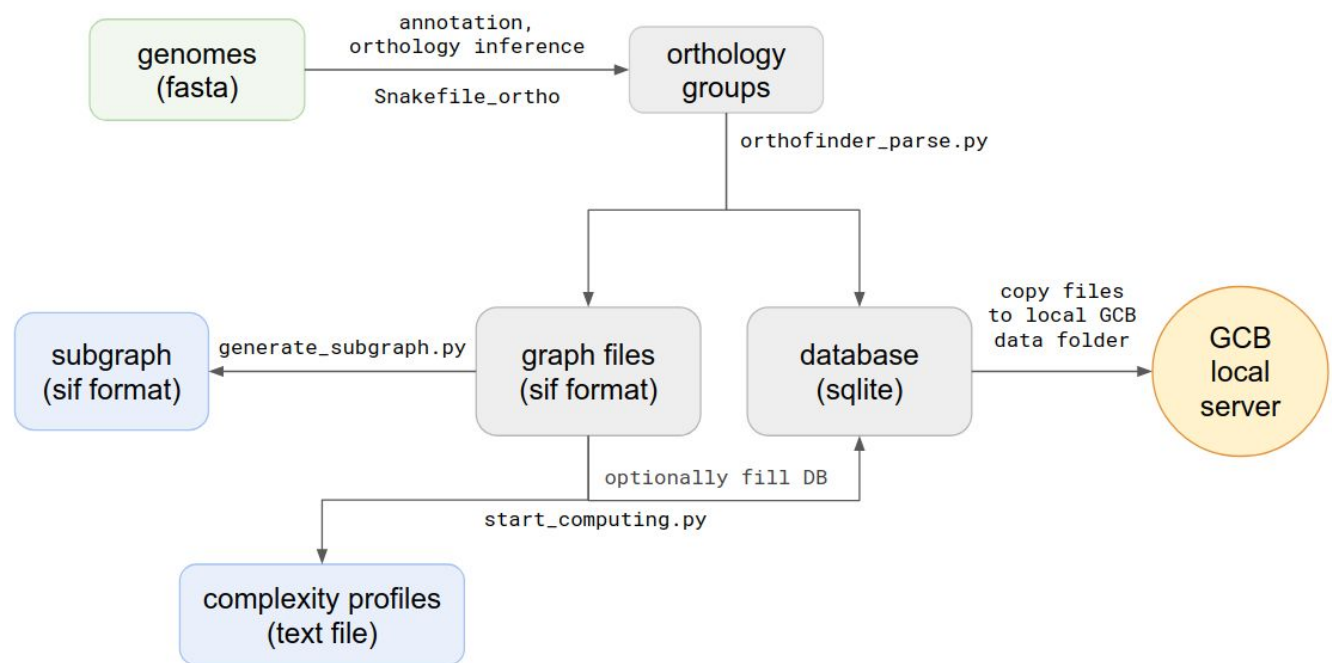 genomes
(fasta)
annotation,
orthology inference
Snakefile_ortho
orthology
groups
orthofinder_parse.py
subgraph
(sif format)
generate_subgraph.py
graph files
(sif format)
database
(sqlite)
copy files
to local GCB
data folder
GCB
local
server
optionally fill DB
start_computing.py
complexity profiles
(text file)